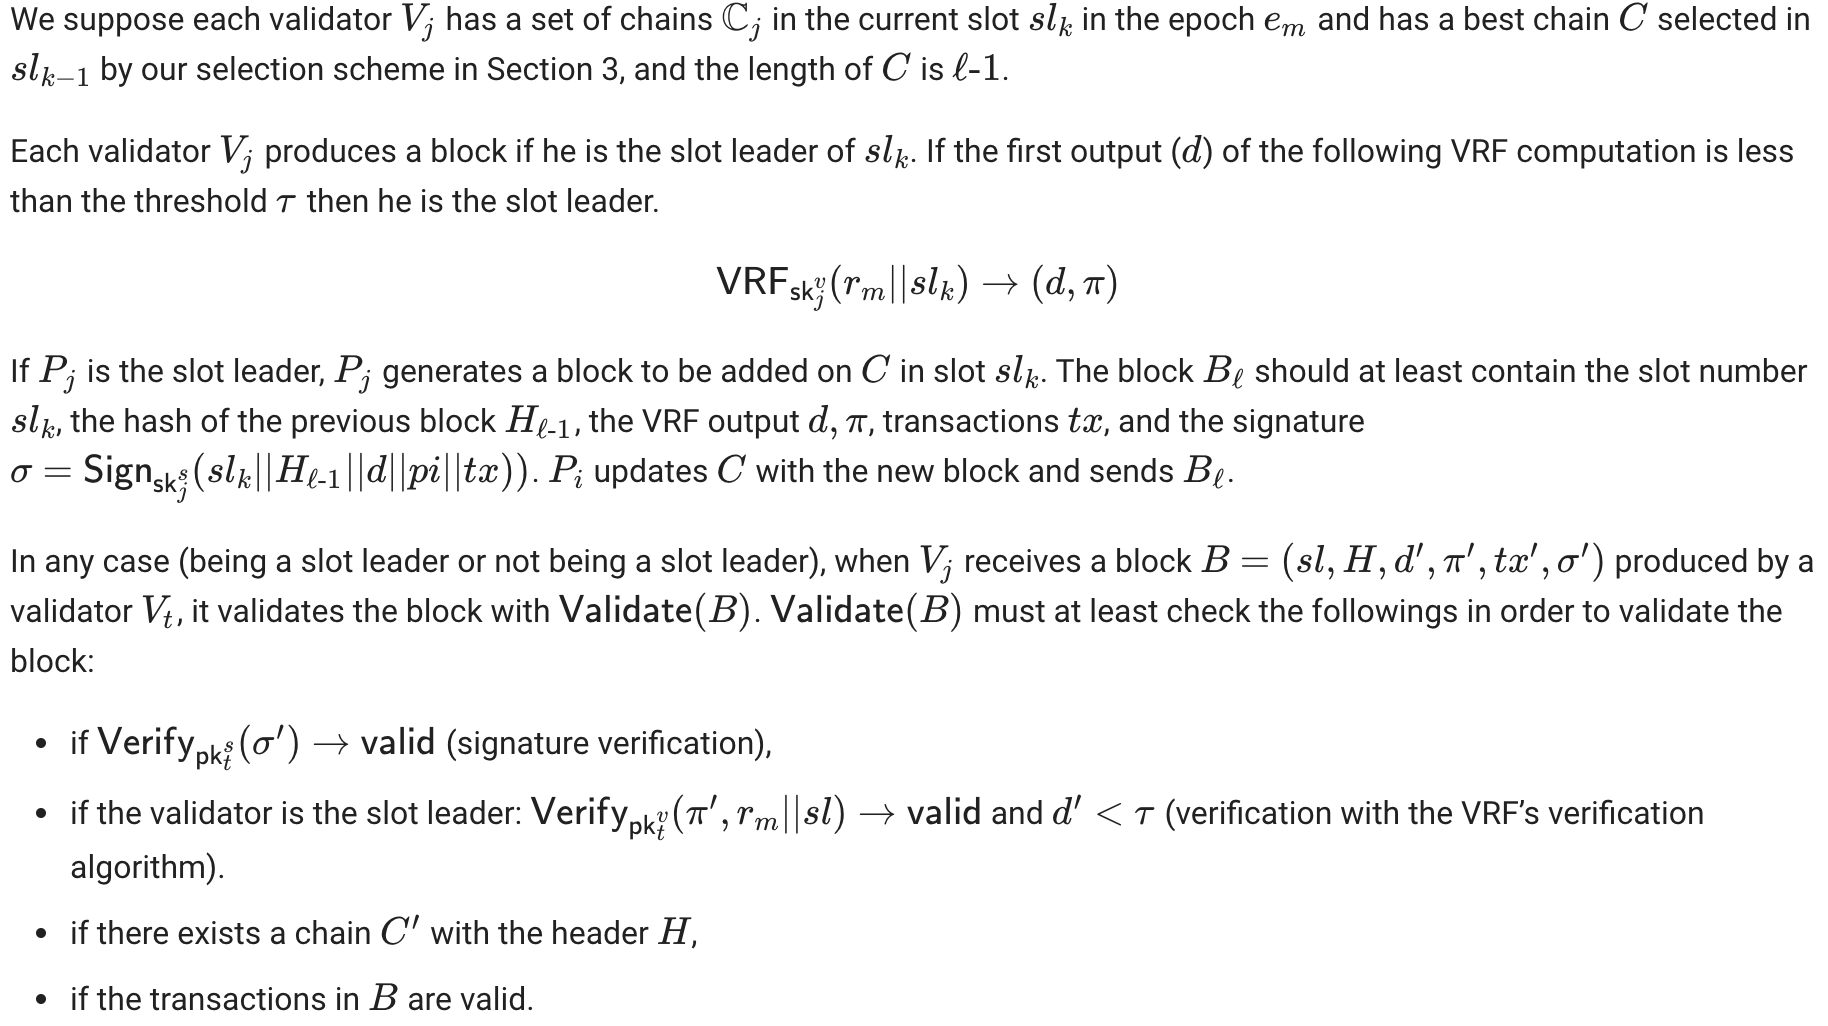 We suppose each validator $V_j$ has a set of chains $\mathbb{C}_j$ in the current slot $sl_k$ in the epoch $e_m$ and has a best chain $C$ selected in
$sl_{k-1}$ by our selection scheme in Section 3, and the length of $C$ is $\ell\text{-}1$.
Each validator $V_j$ produces a block if he is the slot leader of $sl_k$. If the first output ($d$) of the following VRF computation is less
than the threshold $\tau$ then he is the slot leader.
$\mathsf{VRF}_{\mathsf{sk}^v_j}(r_m||sl_k) \rightarrow (d, \pi)$
If $P_j$ is the slot leader, $P_j$ generates a block to be added on $C$ in slot $sl_k$. The block $B_\ell$ should at least contain the slot number
$sl_k$, the hash of the previous block $H_{\ell\text{-}1}$, the VRF output $d, \pi$, transactions $tx$, and the signature
$\sigma = \mathsf{Sign}_{\mathsf{sk}^s_j}(sl_k||H_{\ell\text{-}1}||d||pi||tx))$. $P_i$ updates $C$ with the new block and sends $B_\ell$.
In any case (being a slot leader or not being a slot leader), when $V_j$ receives a block $B = (sl, H, d', \pi', tx', \sigma')$ produced by a
validator $V_t$, it validates the block with $\mathsf{Validate}(B)$. $\mathsf{Validate}(B)$ must at least check the followings in order to validate the
block:
• if $\mathsf{Verify}_{\mathsf{pk}^s_t}(\sigma') \rightarrow \mathsf{valid}$ (signature verification),
• if the validator is the slot leader: $\mathsf{Verify}_{\mathsf{pk}^v_t}(\pi', r_m||sl) \rightarrow \mathsf{valid}$ and $d' < \tau$ (verification with the VRF’s verification
algorithm).
• if there exists a chain $C'$ with the header $H$,
• if the transactions in $B$ are valid.